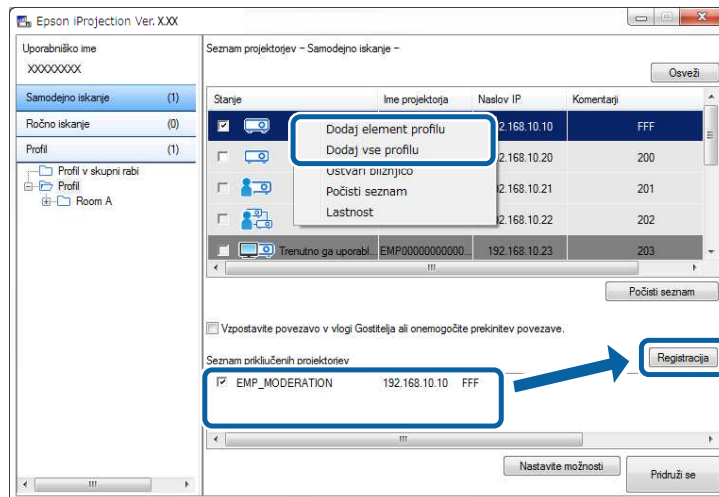 Epson iProjection Ver. X.XX
Uporabniško ime
XXXXXXXX
Samodejno iskanje (1)
Ročno iskanje (0)
Profil (1)
Profil v skupni rabi
Profil
Room A
Seznam projektorjev – Samodejno iskanje –
Osveži
Stanje Ime projektorja Naslov IP Komentarji
2.168.10.10 FFF
192.168.10.20 200
192.168.10.21 201
192.168.10.22 202
Trenutno ga uporabl... EMP00000000000... 192.168.10.23 203
Dodaj element profilu
Dodaj vse profilu
Ustvari bližnjico
Počisti seznam
Lastnost
Počisti seznam
Vzpostavite povezavo v vlogi Gostitelja ali onemogočite prekinitev povezave.
Seznam priključenih projektorjev
Registracija
EMP_MODERATION 192.168.10.10 FFF
Nastavite možnosti
Pridruži se